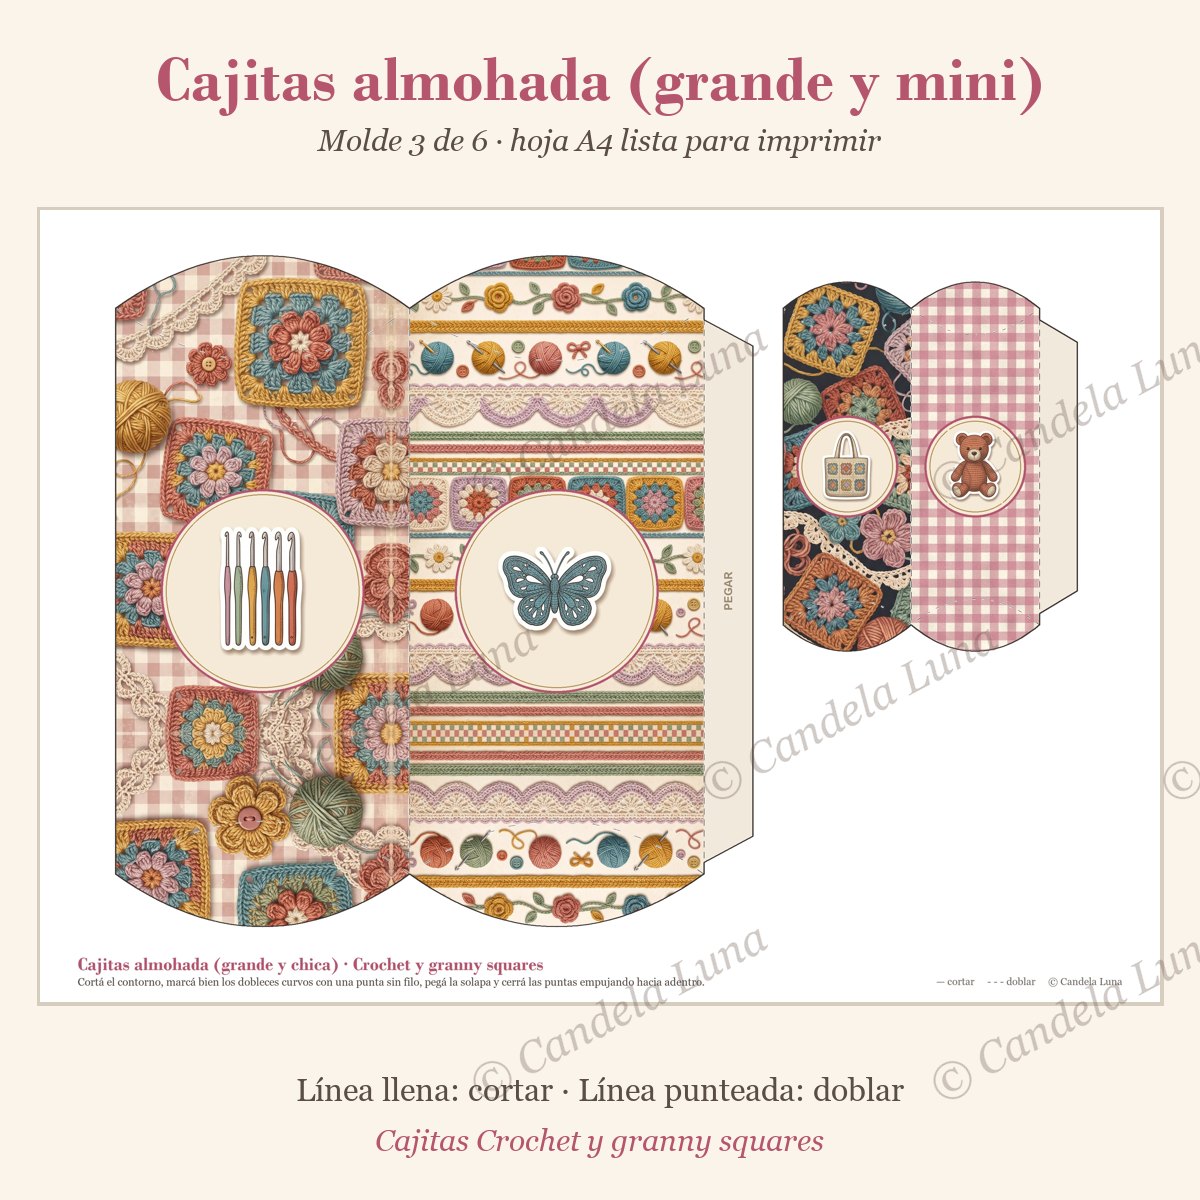 Cajitas almohada (grande y mini)
Molde 3 de 6 · hoja A4 lista para imprimir
© Candela Luna
© Candela Luna
PEGAR
© Candela Luna
© Candela Luna
Cajitas almohada (grande y chica) · Crochet y granny squares
Cortá el contorno, marcá bien los dobleces curvos con una punta sin filo, pegá la solapa y cerrá las puntas empujando hacia adentro.
— cortar - - - doblar © Candela Luna
© Candela Luna
© Candela Luna
Línea llena: cortar · Línea punteada: doblar
Cajitas Crochet y granny squares